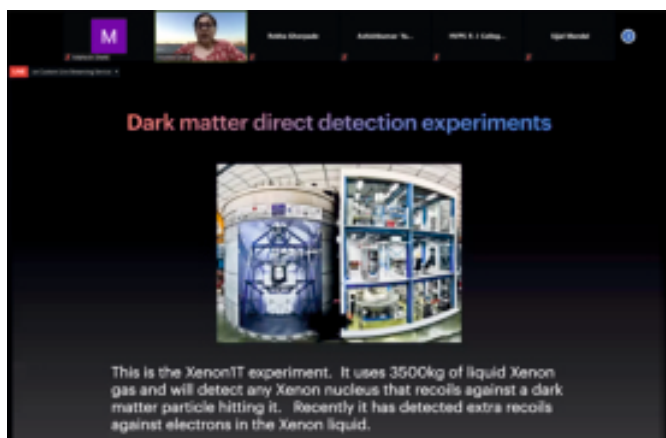 M
LIVE
Dark matter direct detection experiments
This is the Xenon1T experiment. It uses 3500kg of liquid Xenon
gas and will detect any Xenon nucleus that recoils against a dark
matter particle hitting it. Recently it has detected extra recoils
against electrons in the Xenon liquid.